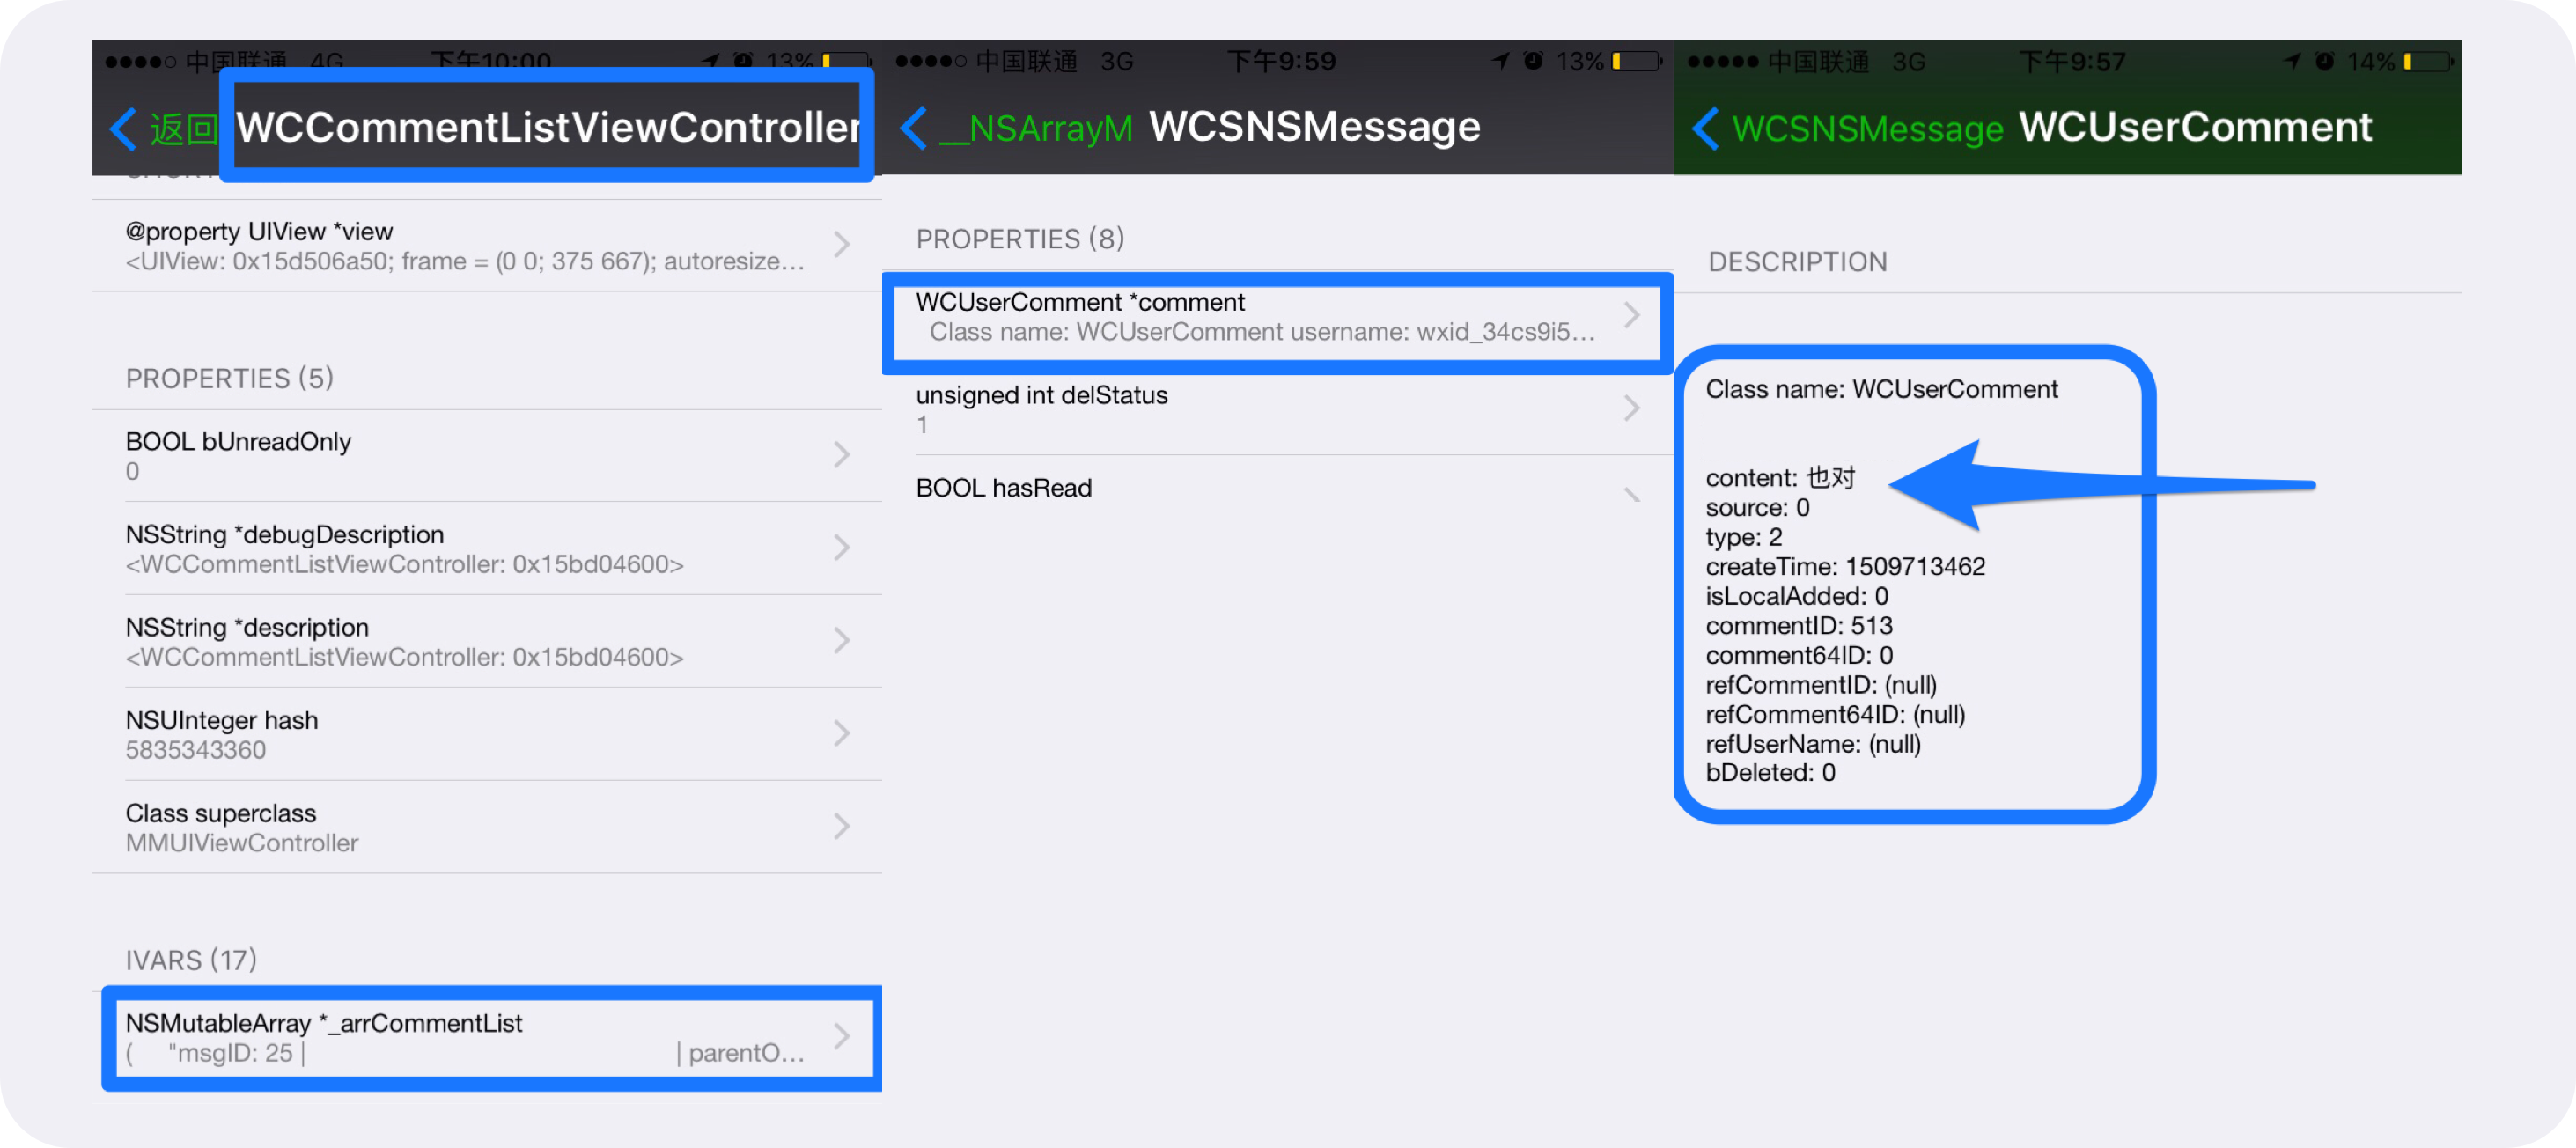 中国联通 4G 下午10:00 13%
返回 WCCommentListViewController
@property UIView *view
<UIView: 0x15d506a50; frame = (0 0; 375 667); autoresize...
PROPERTIES (5)
BOOL bUnreadOnly
0
NSString *debugDescription
<WCCommentListViewController: 0x15bd04600>
NSString *description
<WCCommentListViewController: 0x15bd04600>
NSUInteger hash
5835343360
Class superclass
MMUIViewController
IVARS (17)
NSMutableArray *_arrCommentList
( "msgID: 25 | | parentO...
中国联通 3G 下午9:59 13%
__NSArrayM WCSNSMessage
PROPERTIES (8)
WCUserComment *comment
Class name: WCUserComment username: wxid_34cs9i5...
unsigned int delStatus
1
BOOL hasRead
中国联通 3G 下午9:57 14%
WCSNSMessage WCUserComment
DESCRIPTION
Class name: WCUserComment
content: 也对
source: 0
type: 2
createTime: 1509713462
isLocalAdded: 0
commentID: 513
comment64ID: 0
refCommentID: (null)
refComment64ID: (null)
refUserName: (null)
bDeleted: 0